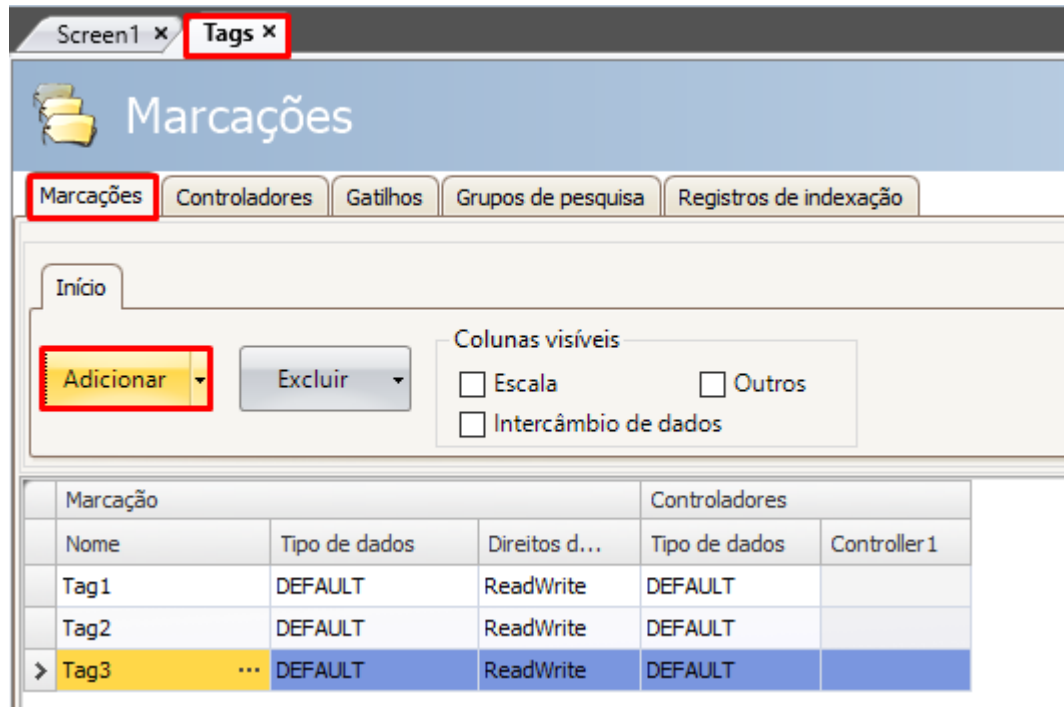 Screen1 × Tags ×
Marcações
Marcações Controladores Gatilhos Grupos de pesquisa Registros de indexação
Início
Colunas visíveis
Adicionar Excluir Escala Outros
Intercâmbio de dados
Marcação Controladores
Nome Tipo de dados Direitos d... Tipo de dados Controller1
Tag1 DEFAULT ReadWrite DEFAULT
Tag2 DEFAULT ReadWrite DEFAULT
Tag3 ... DEFAULT ReadWrite DEFAULT